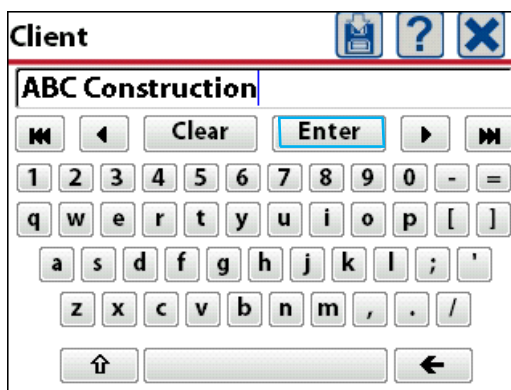 Client ?
ABC Construction
Clear Enter
1 2 3 4 5 6 7 8 9 0 - =
q w e r t y u i o p [ ]
a s d f g h j k l ; '
z x c v b n m , . /